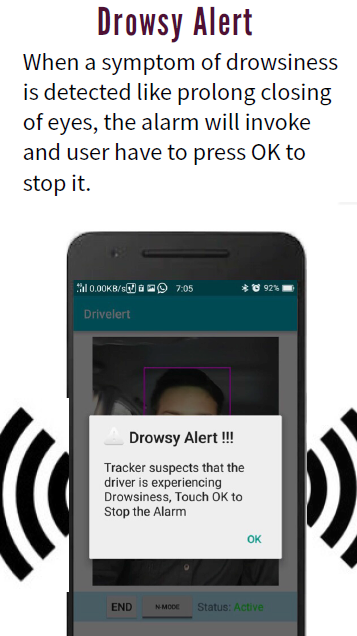 Drowsy Alert
When a symptom of drowsiness
is detected like prolong closing
of eyes, the alarm will invoke
and user have to press OK to
stop it.
0.00KB/s 7:05 92%
Drivelert
Drowsy Alert !!!
Tracker suspects that the
driver is experiencing
Drowsiness, Touch OK to
Stop the Alarm
OK
END N-MODE Status: Active